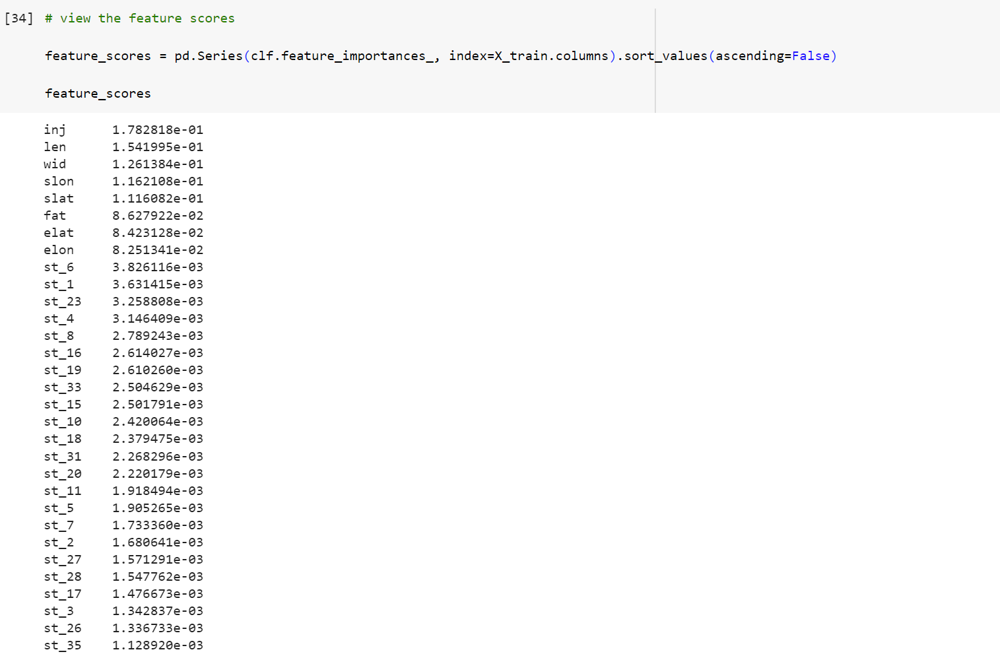 [34] # view the feature scores
feature_scores = pd.Series(clf.feature_importances_, index=X_train.columns).sort_values(ascending=False)
feature_scores
inj 1.782818e-01
len 1.541995e-01
wid 1.261384e-01
slon 1.162108e-01
slat 1.116082e-01
fat 8.627922e-02
elat 8.423128e-02
elon 8.251341e-02
st_6 3.826116e-03
st_1 3.631415e-03
st_23 3.258808e-03
st_4 3.146409e-03
st_8 2.789243e-03
st_16 2.614027e-03
st_19 2.610260e-03
st_33 2.504629e-03
st_15 2.501791e-03
st_10 2.420064e-03
st_18 2.379475e-03
st_31 2.268296e-03
st_20 2.220179e-03
st_11 1.918494e-03
st_5 1.905265e-03
st_7 1.733360e-03
st_2 1.680641e-03
st_27 1.571291e-03
st_28 1.547762e-03
st_17 1.476673e-03
st_3 1.342837e-03
st_26 1.336733e-03
st_35 1.128920e-03